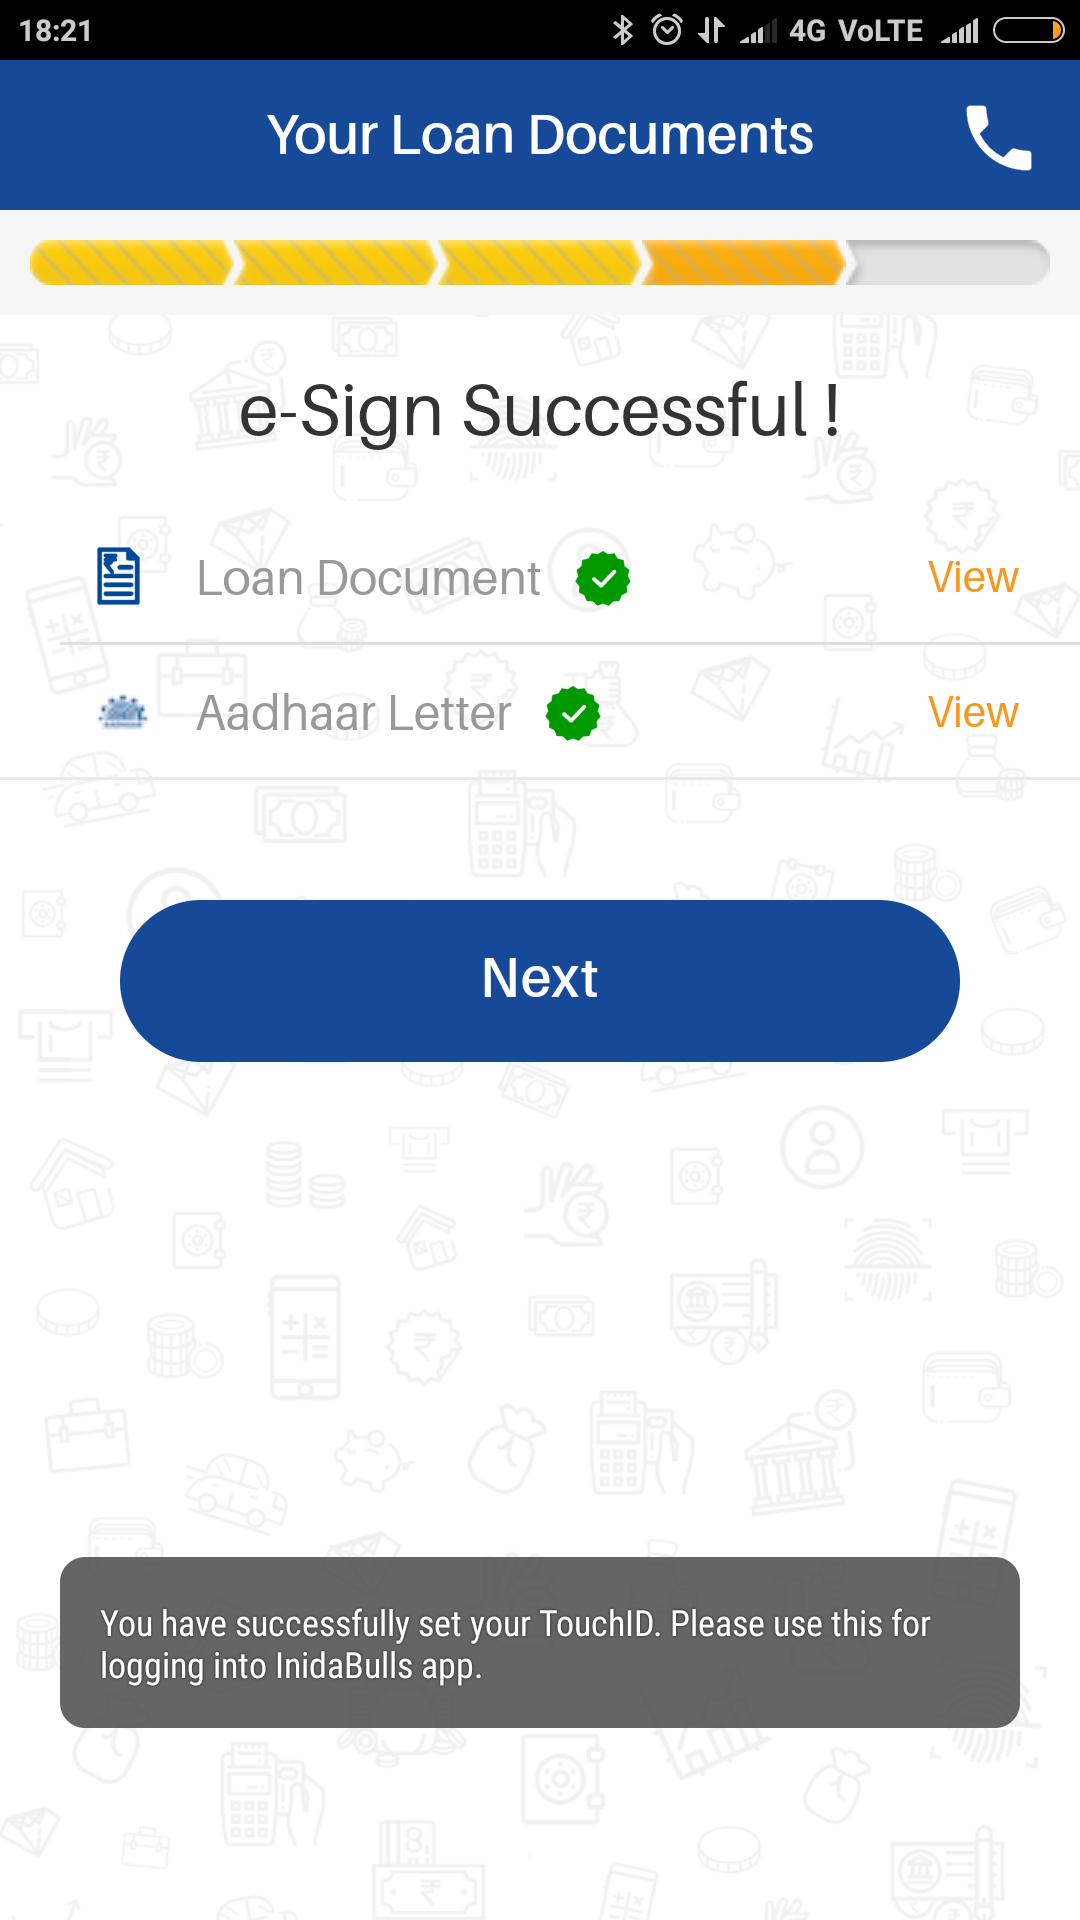 18:21
4G VoLTE
Your Loan Documents
e-Sign Successful !
Loan Document
View
Aadhaar Letter
View
Next
You have successfully set your TouchID. Please use this for
logging into InidaBulls app.